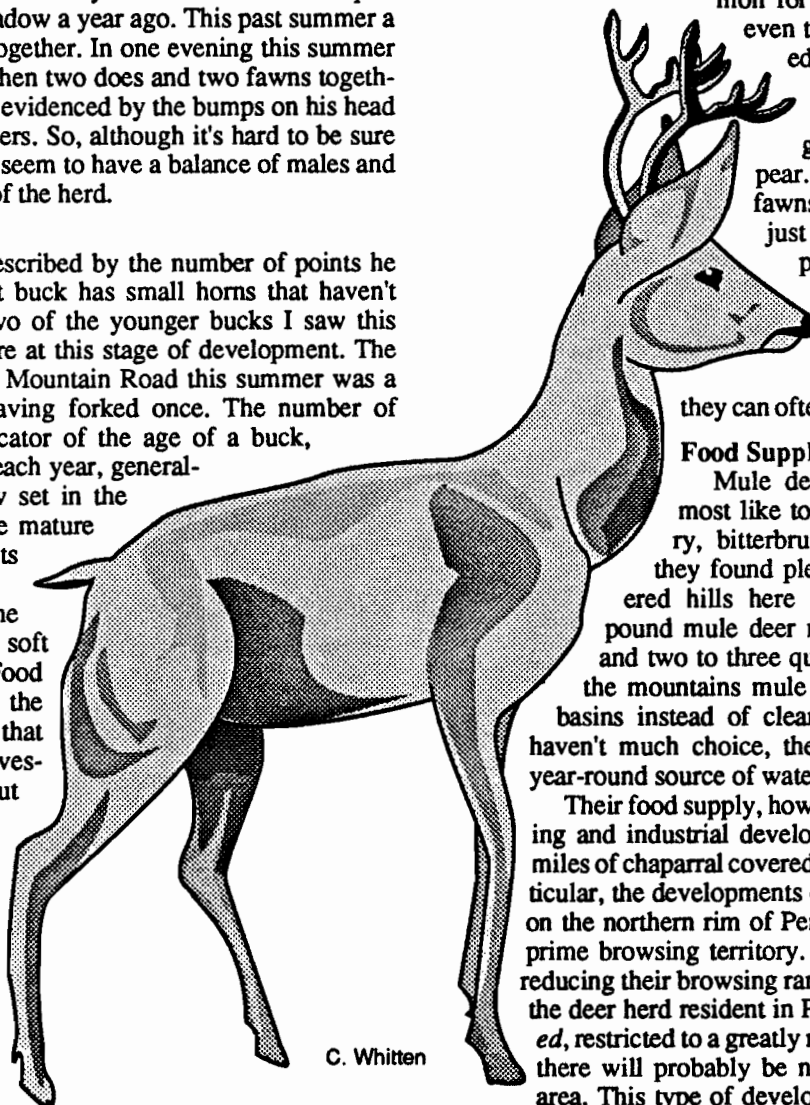 adow a year ago. This past summer a
ogether. In one evening this summer
hen two does and two fawns togeth-
evidenced by the bumps on his head
ers. So, although it's hard to be sure
seem to have a balance of males and
of the herd.
escribed by the number of points he
t buck has small horns that haven't
wo of the younger bucks I saw this
re at this stage of development. The
Mountain Road this summer was a
aving forked once. The number of
cator of the age of a buck,
each year, general-
set in the
e mature
ts
ne
soft
food
the
that
ves-
ut
C. Whitten
even t
ed
g
pear.
fawns
just
p
they can ofte
Food Suppl
Mule de
most like to
ry, bitterbru
they found ple
ered hills here
pound mule deer
and two to three qu
the mountains mule
basins instead of clear
haven't much choice, the
year-round source of wate
Their food supply, how
ing and industrial develo
miles of chaparral covered
ticular, the developments
on the northern rim of Pe
prime browsing territory.
reducing their browsing ran
the deer herd resident in
ed, restricted to a greatly
there will probably be n
area. This type of develo